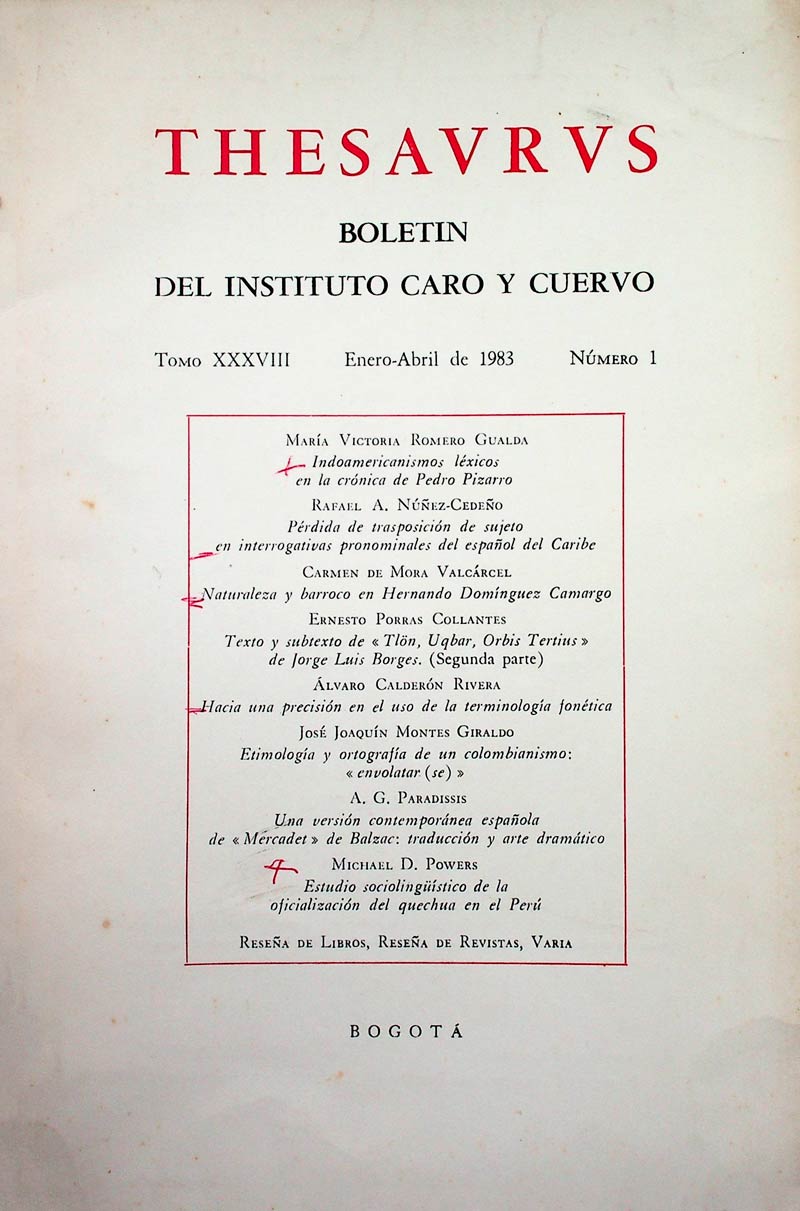 THESAVRVS
BOLETIN
DEL INSTITUTO CARO Y CUERVO
Tomo XXXVIII Enero-Abril de 1983 Número 1
María Victoria Romero Gualda
Indoamericanismos léxicos
en la crónica de Pedro Pizarro
Rafael A. Núñez-Cedeño
Pérdida de trasposición de sujeto
en interrogativas pronominales del español del Caribe
Carmen de Mora Valcárcel
Naturaleza y barroco en Hernando Domínguez Camargo
Ernesto Porras Collantes
Texto y subtexto de « Tlön, Uqbar, Orbis Tertius »
de Jorge Luis Borges. (Segunda parte)
Álvaro Calderón Rivera
Hacia una precisión en el uso de la terminología fonética
José Joaquín Montes Giraldo
Etimología y ortografía de un colombianismo:
« envolatar (se) »
A. G. Paradissis
Una versión contemporánea española
de « Mercadet » de Balzac: traducción y arte dramático
Michael D. Powers
Estudio sociolingüístico de la
oficialización del quechua en el Perú
Reseña de Libros, Reseña de Revistas, Varia
BOGOTÁ